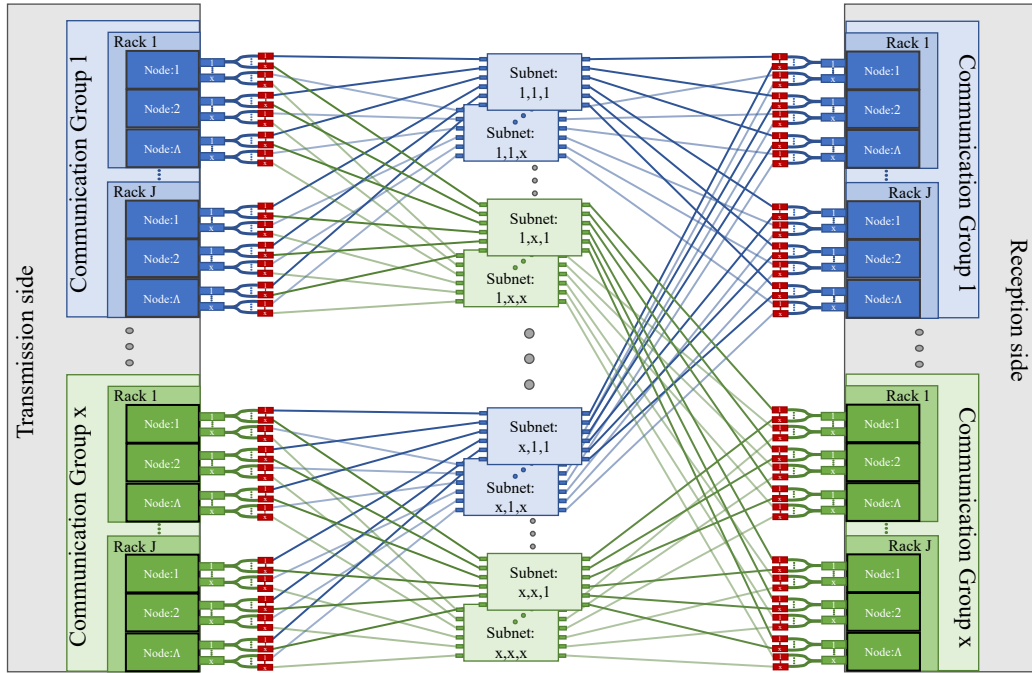 Transmission side
Communication Group 1
Rack 1
Node:1
Node:2
Node:Λ
Rack J
Node:1
Node:2
Node:Λ
Communication Group x
Rack 1
Node:1
Node:2
Node:Λ
Rack J
Node:1
Node:2
Node:Λ
Subnet:
1,1,1
Subnet:
1,1,x
Subnet:
1,x,1
Subnet:
1,x,x
Subnet:
x,1,1
Subnet:
x,1,x
Subnet:
x,x,1
Subnet:
x,x,x
Rack 1
Node:1
Node:2
Node:Λ
Rack J
Node:1
Node:2
Node:Λ
Communication Group 1
Rack 1
Node:1
Node:2
Node:Λ
Rack J
Node:1
Node:2
Node:Λ
Communication Group x
Reception side